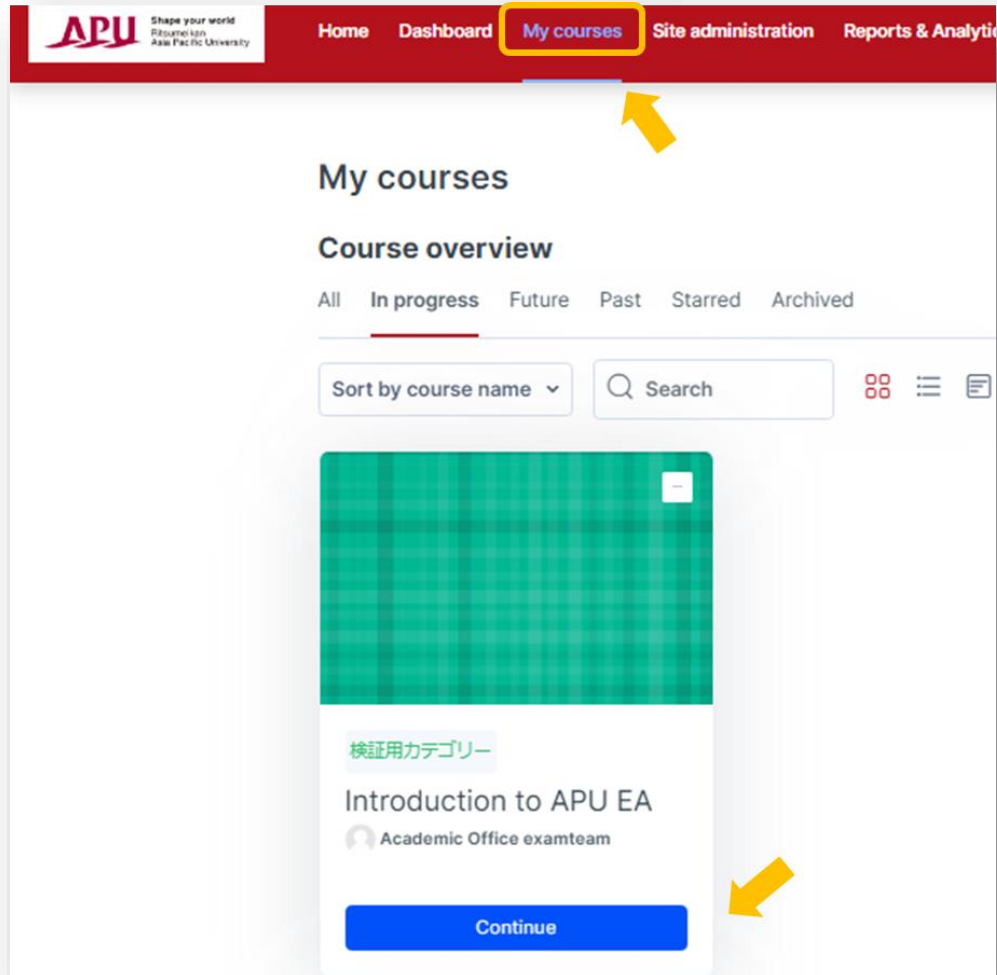 APU Shape your world
Ritsumeikan
Asia Pacific University
Home Dashboard My courses Site administration Reports & Analytic
My courses
Course overview
All In progress Future Past Starred Archived
Sort by course name Search
検証用カテゴリー
Introduction to APU EA
Academic Office examteam
Continue